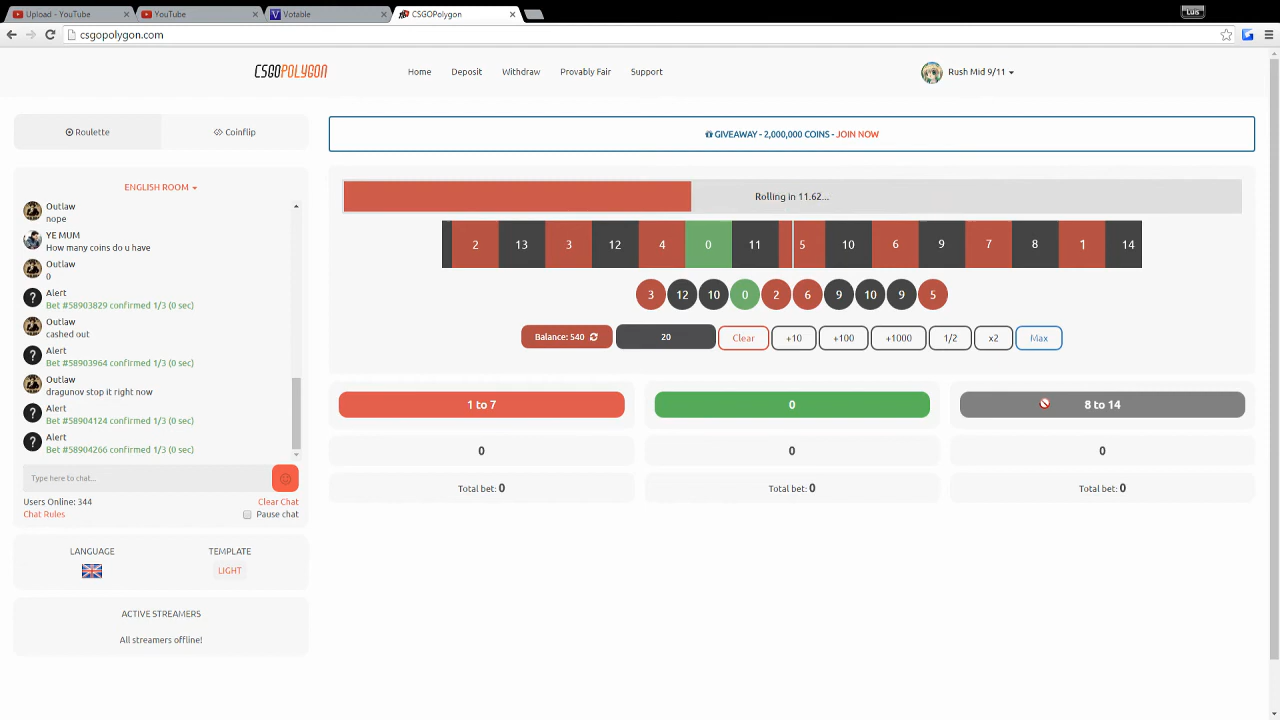 Upload - YouTube
YouTube
Votable
CSGOPolygon
Luis
csgopolygon.com
CSGOPOLYGON
Home
Deposit
Withdraw
Provably Fair
Support
Rush Mid 9/11
Roulette
Coinflip
GIVEAWAY - 2,000,000 COINS - JOIN NOW
ENGLISH ROOM
Outlaw
nope
YE MUM
How many coins do u have
Outlaw
0
Alert
Bet #58903829 confirmed 1/3 (0 sec)
Outlaw
cashed out
Alert
Bet #58903964 confirmed 1/3 (0 sec)
Outlaw
dragunov stop it right now
Alert
Bet #58904124 confirmed 1/3 (0 sec)
Alert
Bet #58904266 confirmed 1/3 (0 sec)
Type here to chat...
Users Online: 344
Clear Chat
Chat Rules
Pause chat
LANGUAGE
TEMPLATE
LIGHT
ACTIVE STREAMERS
All streamers offline!
Rolling in 11.62...
2 13 3 12 4 0 11 5 10 6 9 7 8 1 14
3 12 10 0 2 6 9 10 9 5
Balance: 540
20
Clear
+10
+100
+1000
1/2
x2
Max
1 to 7
0
8 to 14
0
0
0
Total bet: 0
Total bet: 0
Total bet: 0